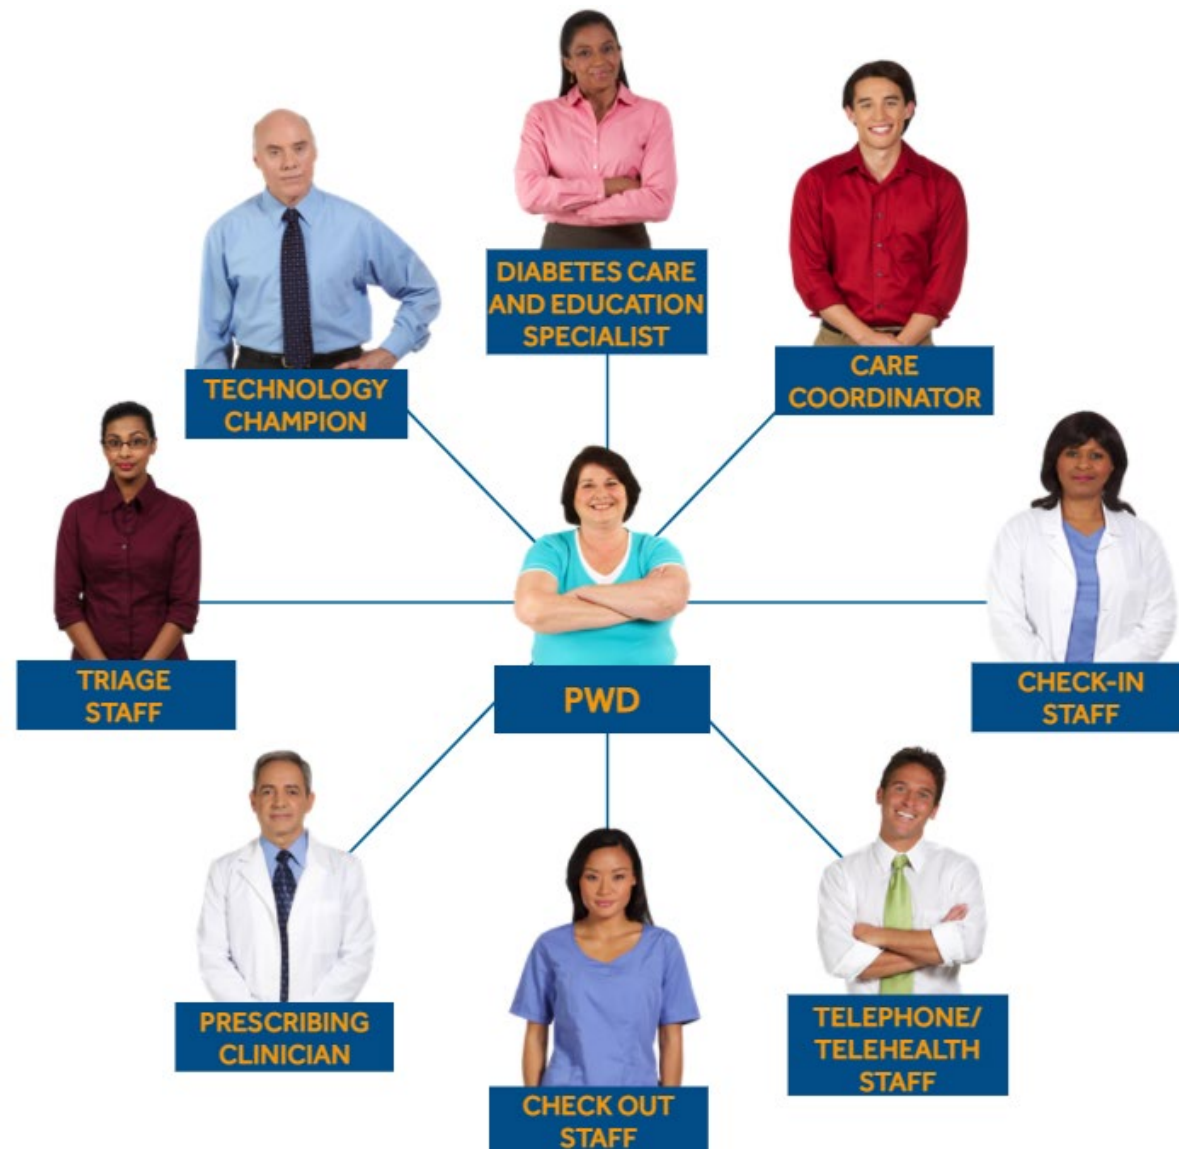 DIABETES CARE
AND EDUCATION
SPECIALIST
CARE
COORDINATOR
TECHNOLOGY
CHAMPION
TRIAGE
STAFF
PWD
CHECK-IN
STAFF
PRESCRIBING
CLINICIAN
TELEPHONE/
TELEHEALTH
STAFF
CHECK OUT
STAFF